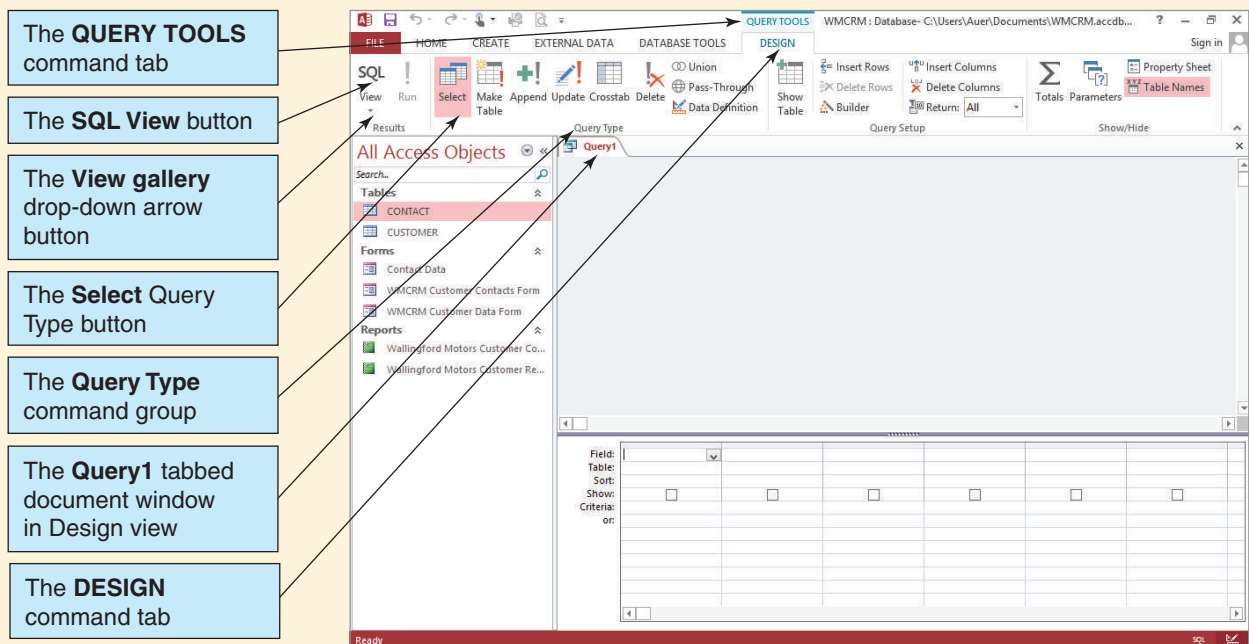 The QUERY TOOLS
command tab
The SQL View button
The View gallery
drop-down arrow
button
The Select Query
Type button
The Query Type
command group
The Query1 tabbed
document window
in Design view
The DESIGN
command tab
QUERY TOOLS
WMCRM : Database- C:\Users\Auer\Documents\WMCRM.accdb...
?
FILE HOME CREATE EXTERNAL DATA DATABASE TOOLS DESIGN Sign in
SQL
View
Run
Results
Select
Make
Table
Append
Update
Crosstab
Delete
Union
Pass-Through
Data Definition
Query Type
Show
Table
Insert Rows
Delete Rows
Builder
Insert Columns
Delete Columns
Return: All
Query Setup
Totals
Parameters
Property Sheet
Table Names
Show/Hide
All Access Objects
Search...
Tables
CONTACT
CUSTOMER
Forms
Contact Data
WMCRM Customer Contacts Form
WMCRM Customer Data Form
Reports
Wallingford Motors Customer Co...
Wallingford Motors Customer Re...
Query1
Field:
Table:
Sort:
Show:
Criteria:
or:
Ready
SQL